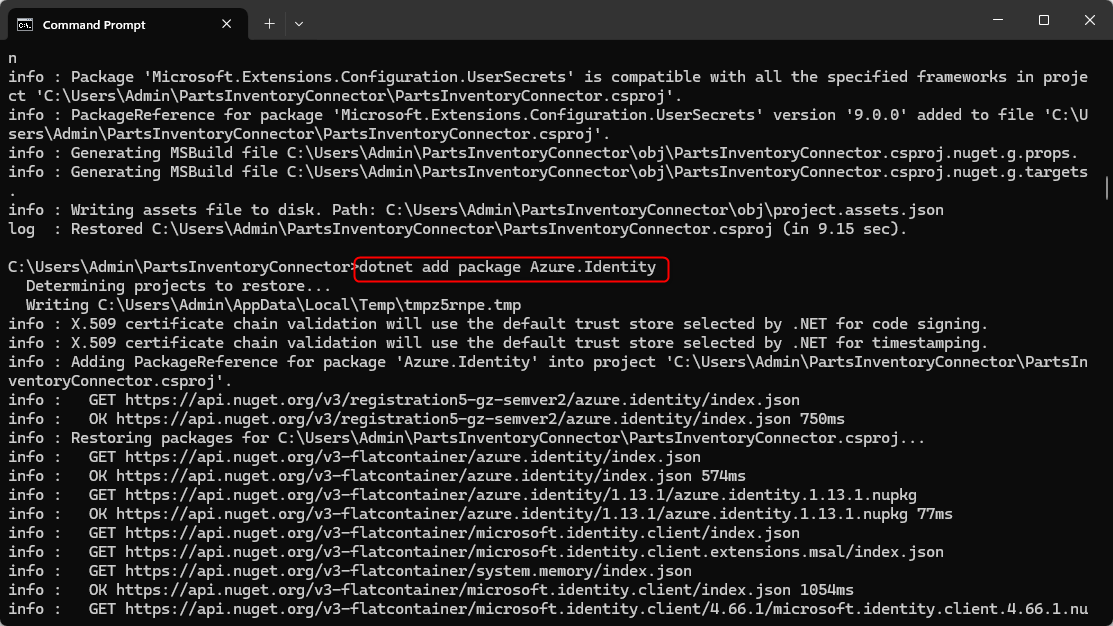 Command Prompt
n
info : Package 'Microsoft.Extensions.Configuration.UserSecrets' is compatible with all the specified frameworks in proje
ct 'C:\Users\Admin\PartsInventoryConnector\PartsInventoryConnector.csproj'.
info : PackageReference for package 'Microsoft.Extensions.Configuration.UserSecrets' version '9.0.0' added to file 'C:\U
sers\Admin\PartsInventoryConnector\PartsInventoryConnector.csproj'.
info : Generating MSBuild file C:\Users\Admin\PartsInventoryConnector\obj\PartsInventoryConnector.csproj.nuget.g.props.
info : Generating MSBuild file C:\Users\Admin\PartsInventoryConnector\obj\PartsInventoryConnector.csproj.nuget.g.targets
.
info : Writing assets file to disk. Path: C:\Users\Admin\PartsInventoryConnector\obj\project.assets.json
log  : Restored C:\Users\Admin\PartsInventoryConnector\PartsInventoryConnector.csproj (in 9.15 sec).
C:\Users\Admin\PartsInventoryConnector>dotnet add package Azure.Identity
  Determining projects to restore...
  Writing C:\Users\Admin\AppData\Local\Temp\tmpz5rnpe.tmp
info : X.509 certificate chain validation will use the default trust store selected by .NET for code signing.
info : X.509 certificate chain validation will use the default trust store selected by .NET for timestamping.
info : Adding PackageReference for package 'Azure.Identity' into project 'C:\Users\Admin\PartsInventoryConnector\PartsIn
ventoryConnector.csproj'.
info :   GET https://api.nuget.org/v3/registration5-gz-semver2/azure.identity/index.json
info :   OK https://api.nuget.org/v3/registration5-gz-semver2/azure.identity/index.json 750ms
info : Restoring packages for C:\Users\Admin\PartsInventoryConnector\PartsInventoryConnector.csproj...
info :   GET https://api.nuget.org/v3-flatcontainer/azure.identity/index.json
info :   OK https://api.nuget.org/v3-flatcontainer/azure.identity/index.json 574ms
info :   GET https://api.nuget.org/v3-flatcontainer/azure.identity/1.13.1/azure.identity.1.13.1.nupkg
info :   OK https://api.nuget.org/v3-flatcontainer/azure.identity/1.13.1/azure.identity.1.13.1.nupkg 77ms
info :   GET https://api.nuget.org/v3-flatcontainer/microsoft.identity.client/index.json
info :   GET https://api.nuget.org/v3-flatcontainer/microsoft.identity.client.extensions.msal/index.json
info :   GET https://api.nuget.org/v3-flatcontainer/system.memory/index.json
info :   OK https://api.nuget.org/v3-flatcontainer/microsoft.identity.client/index.json 1054ms
info :   GET https://api.nuget.org/v3-flatcontainer/microsoft.identity.client/4.66.1/microsoft.identity.client.4.66.1.nu